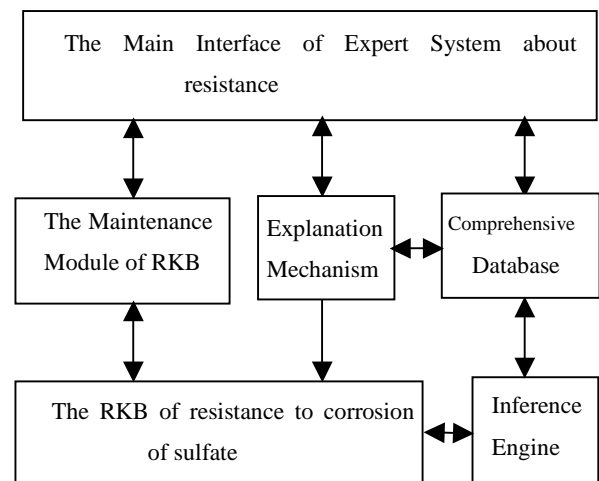 The Main Interface of Expert System about
resistance
The Maintenance
Module of RKB
Explanation
Mechanism
Comprehensive
Database
The RKB of resistance to corrosion
of sulfate
Inference
Engine